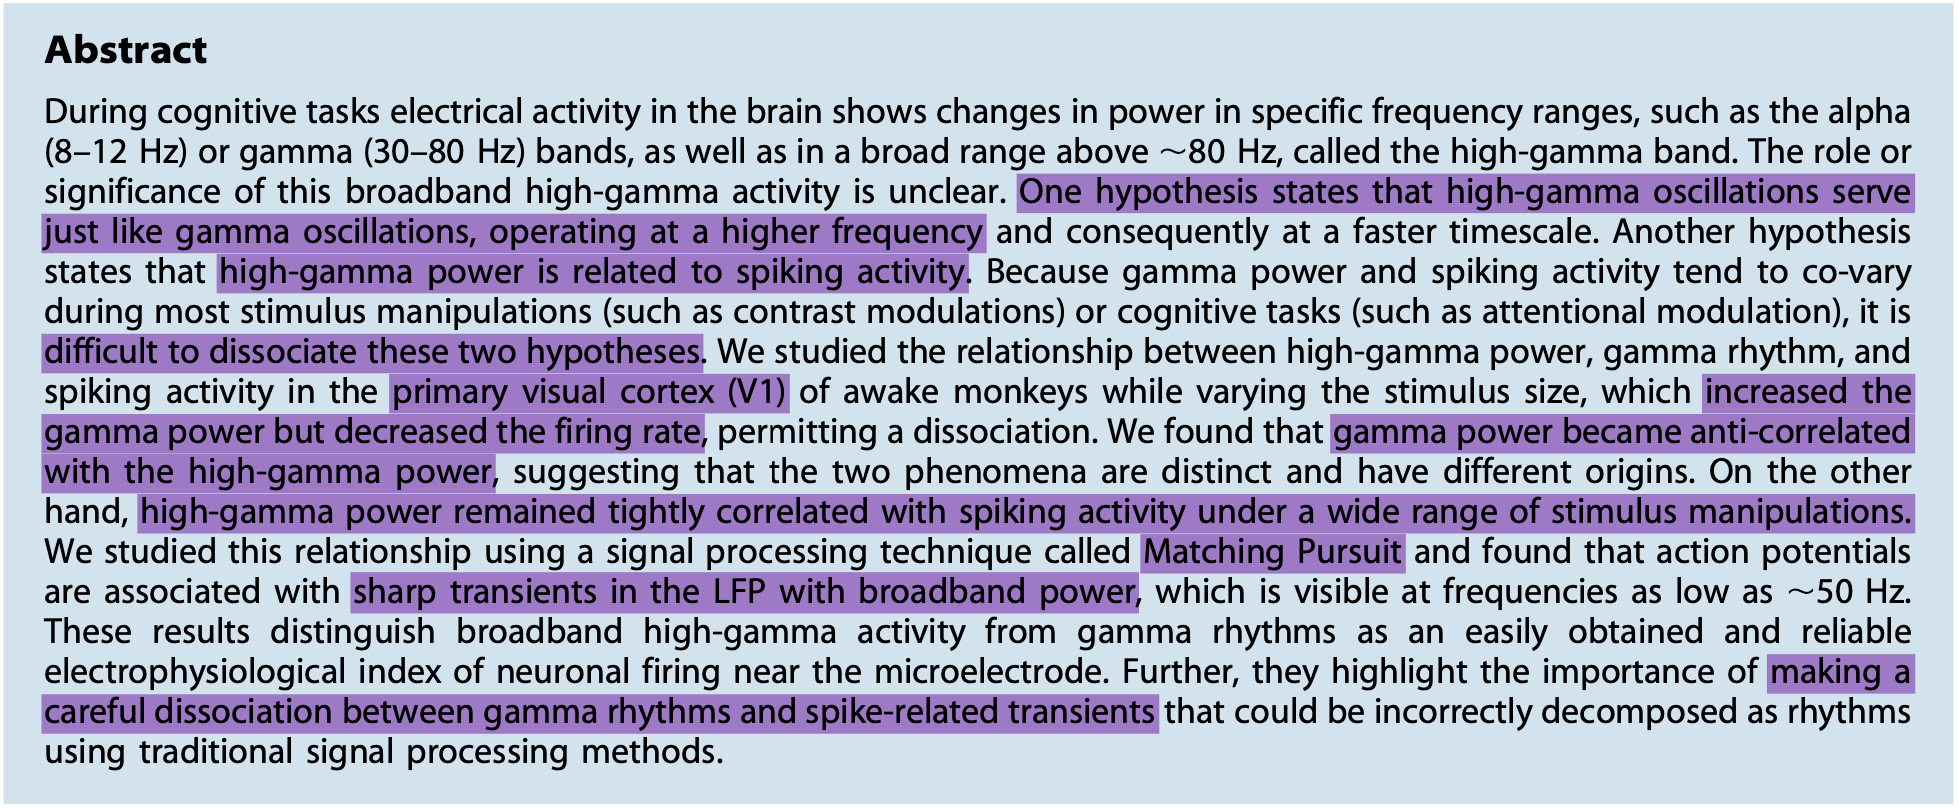 Abstract
During cognitive tasks electrical activity in the brain shows changes in power in specific frequency ranges, such as the alpha
(8–12 Hz) or gamma (30–80 Hz) bands, as well as in a broad range above ∼80 Hz, called the high-gamma band. The role or
significance of this broadband high-gamma activity is unclear. One hypothesis states that high-gamma oscillations serve
just like gamma oscillations, operating at a higher frequency and consequently at a faster timescale. Another hypothesis
states that high-gamma power is related to spiking activity. Because gamma power and spiking activity tend to co-vary
during most stimulus manipulations (such as contrast modulations) or cognitive tasks (such as attentional modulation), it is
difficult to dissociate these two hypotheses. We studied the relationship between high-gamma power, gamma rhythm, and
spiking activity in the primary visual cortex (V1) of awake monkeys while varying the stimulus size, which increased the
gamma power but decreased the firing rate, permitting a dissociation. We found that gamma power became anti-correlated
with the high-gamma power, suggesting that the two phenomena are distinct and have different origins. On the other
hand, high-gamma power remained tightly correlated with spiking activity under a wide range of stimulus manipulations.
We studied this relationship using a signal processing technique called Matching Pursuit and found that action potentials
are associated with sharp transients in the LFP with broadband power, which is visible at frequencies as low as ∼50 Hz.
These results distinguish broadband high-gamma activity from gamma rhythms as an easily obtained and reliable
electrophysiological index of neuronal firing near the microelectrode. Further, they highlight the importance of making a
careful dissociation between gamma rhythms and spike-related transients that could be incorrectly decomposed as rhythms
using traditional signal processing methods.